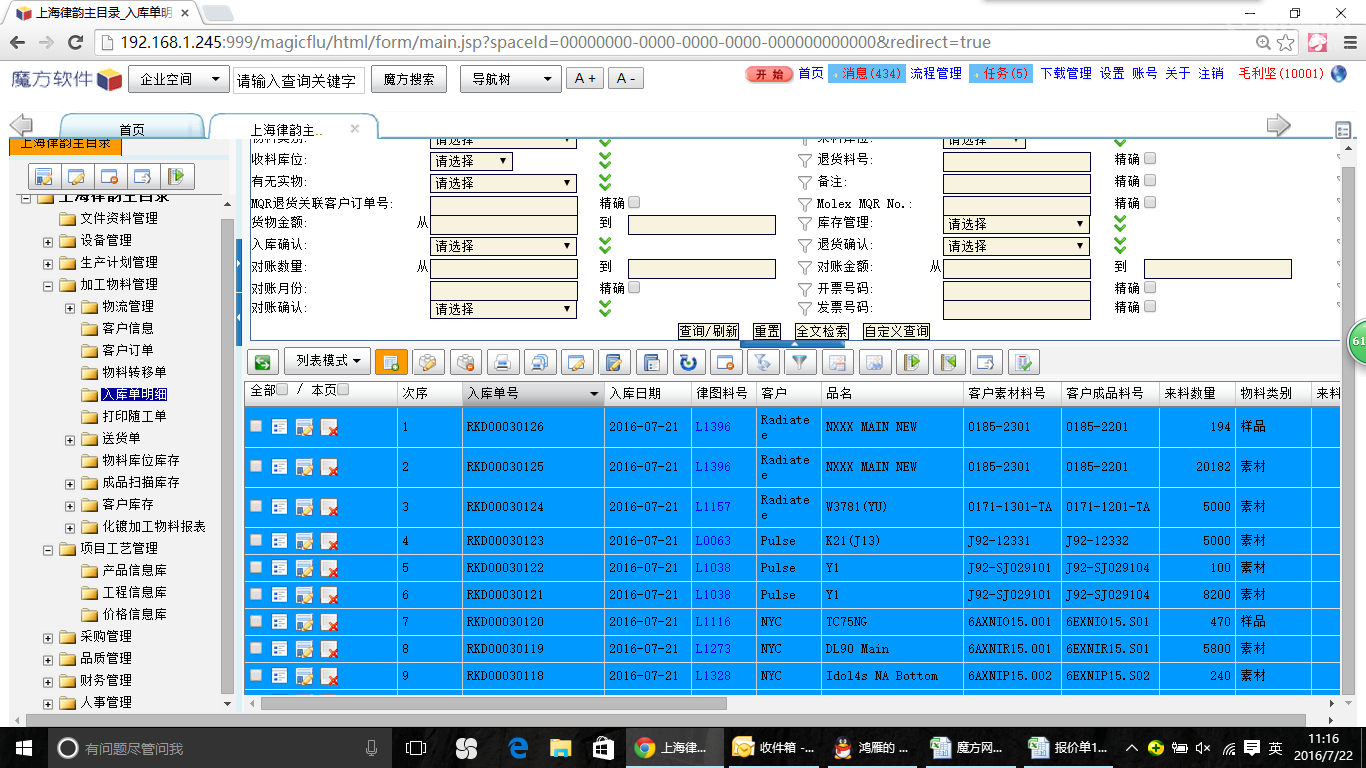 上海律韵主目录_入库单明
192.168.1.245:999/magicflu/html/form/main.jsp?spaceId=00000000-0000-0000-0000-000000000000&redirect=true
魔方软件 企业空间 请输入查询关键字 魔方搜索 导航树 A + A - 开 始 首页 消息(434) 流程管理 任务(5) 下载管理 设置 账号 关于 注销 毛利坚(10001)
首页 上海律韵主..
上海律韵主目录
上海律韵主目录
文件资料管理
设备管理
生产计划管理
加工物料管理
物流管理
客户信息
客户订单
物料转移单
入库单明细
打印随工单
送货单
物料库位库存
成品扫描库存
客户库存
化镀加工物料报表
项目工艺管理
产品信息库
工程信息库
价格信息库
采购管理
品质管理
财务管理
人事管理
物料类别: 请选择 来料库位: 请选择
收料库位: 请选择 退货料号: 精确
有无实物: 请选择 备注: 精确
MQR退货关联客户订单号: 精确 Molex MQR No.: 精确
货物金额: 从 到 库存管理: 请选择
入库确认: 请选择 退货确认: 请选择
对账数量: 从 到 对账金额: 从 到
对账月份: 精确 开票号码: 精确
对账确认: 请选择 发票号码: 精确
查询/刷新 重置 全文检索 自定义查询
列表模式
全部 / 本页 次序 入库单号 入库日期 律图料号 客户 品名 客户素材料号 客户成品料号 来料数量 物料类别 来料
1 RKD00030126 2016-07-21 L1396 Radiate e NXXX MAIN NEW 0185-2301 0185-2201 194 样品
2 RKD00030125 2016-07-21 L1396 Radiate e NXXX MAIN NEW 0185-2301 0185-2201 20182 素材
3 RKD00030124 2016-07-21 L1157 Radiate e W3781(YU) 0171-1301-TA 0171-1201-TA 5000 素材
4 RKD00030123 2016-07-21 L0063 Pulse K21(J13) J92-12331 J92-12332 5000 素材
5 RKD00030122 2016-07-21 L1038 Pulse Y1 J92-SJ029101 J92-SJ029104 100 素材
6 RKD00030121 2016-07-21 L1038 Pulse Y1 J92-SJ029101 J92-SJ029104 8200 素材
7 RKD00030120 2016-07-21 L1116 NYC TC75NG 6AXNIO15.001 6EXNIO15.S01 470 样品
8 RKD00030119 2016-07-21 L1273 NYC DL90 Main 6AXNIR15.001 6EXNIR15.S01 5800 素材
9 RKD00030118 2016-07-21 L1328 NYC Idol4s NA Bottom 6AXNIP15.002 6EXNIP15.S02 240 素材
61
有问题尽管问我 上海律... 收件箱 -... 鸿雁的 ... 魔方网... 报价单1... 英 11:16
2016/7/22